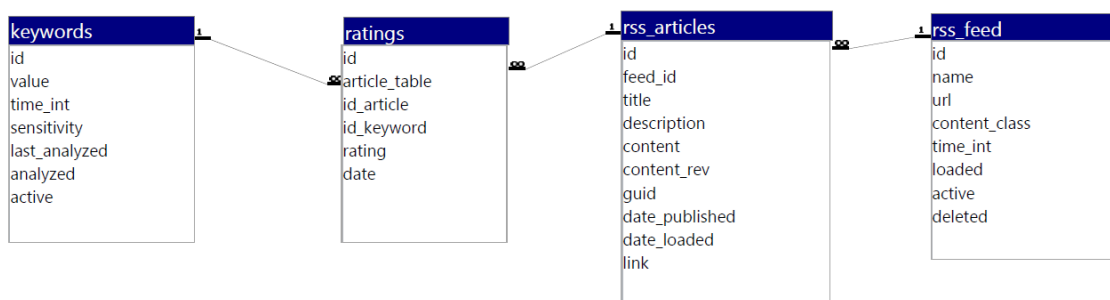 keywords
id
value
time_int
sensitivity
last_analyzed
analyzed
active
1
∞
ratings
id
article_table
id_article
id_keyword
rating
date
∞
1
rss_articles
id
feed_id
title
description
content
content_rev
guid
date_published
date_loaded
link
∞
1
rss_feed
id
name
url
content_class
time_int
loaded
active
deleted